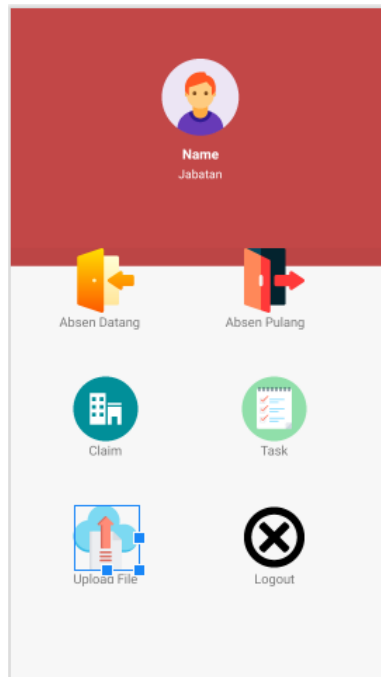 Name
Jabatan
Absen Datang
Absen Pulang
Claim
Task
Upload File
Logout